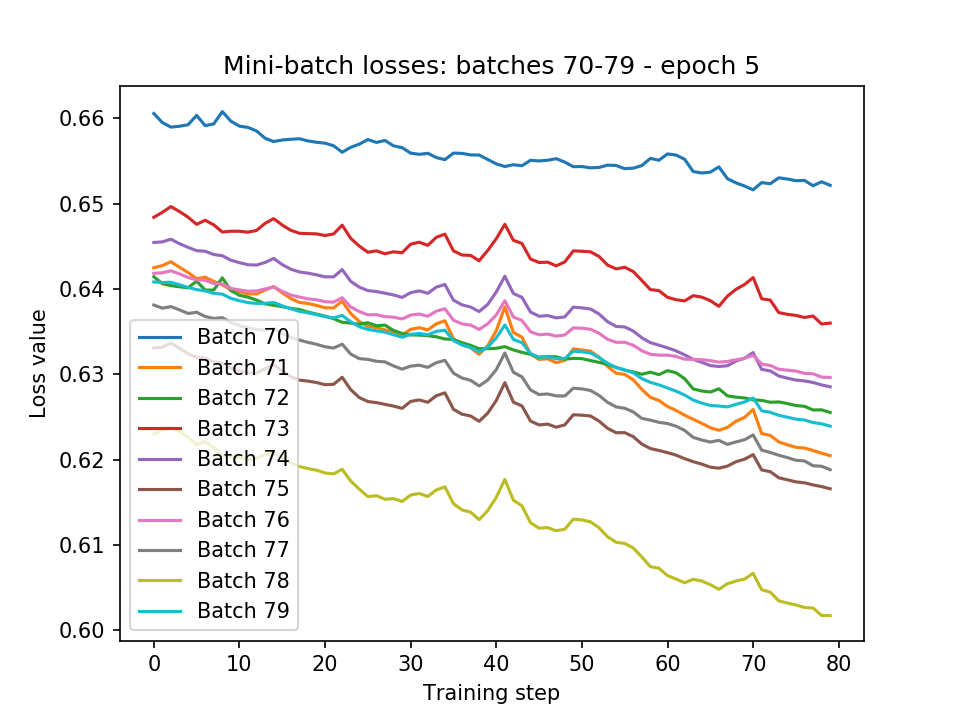 Mini-batch losses: batches 70-79 - epoch 5
Loss value
0.66
0.65
0.64
0.63
0.62
0.61
0.60
Batch 70
Batch 71
Batch 72
Batch 73
Batch 74
Batch 75
Batch 76
Batch 77
Batch 78
Batch 79
0 10 20 30 40 50 60 70 80
Training step